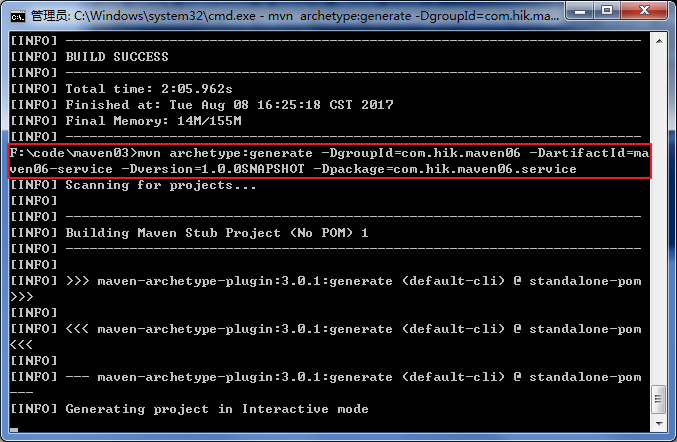 管理员: C:\Windows\system32\cmd.exe - mvn  archetype:generate -DgroupId=com.hik.ma...
[INFO] ------------------------------------------------------------------------
[INFO] BUILD SUCCESS
[INFO] ------------------------------------------------------------------------
[INFO] Total time: 2:05.962s
[INFO] Finished at: Tue Aug 08 16:25:18 CST 2017
[INFO] Final Memory: 14M/155M
[INFO] ------------------------------------------------------------------------
F:\code\maven03>mvn archetype:generate -DgroupId=com.hik.maven06 -DartifactId=ma
ven06-service -Dversion=1.0.0SNAPSHOT -Dpackage=com.hik.maven06.service
[INFO] Scanning for projects...
[INFO]
[INFO] ------------------------------------------------------------------------
[INFO] Building Maven Stub Project (No POM) 1
[INFO] ------------------------------------------------------------------------
[INFO]
[INFO] >>> maven-archetype-plugin:3.0.1:generate (default-cli) @ standalone-pom
>>>
[INFO]
[INFO] <<< maven-archetype-plugin:3.0.1:generate (default-cli) @ standalone-pom
<<<
[INFO]
[INFO] --- maven-archetype-plugin:3.0.1:generate (default-cli) @ standalone-pom
---
[INFO] Generating project in Interactive mode